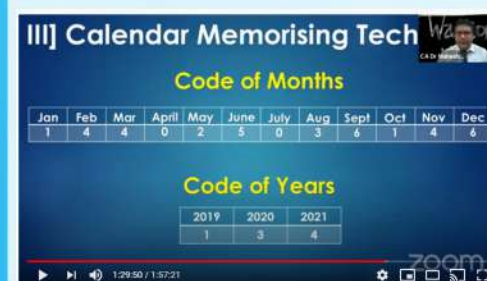 III] Calendar Memorising Tech
CA Dr
Code of Months
Jan Feb Mar April May June July Aug Sept Oct Nov Dec
1 4 4 0 2 5 0 3 6 1 4 6
Code of Years
2019 2020 2021
1 3 4
zoom
1:29:50 / 1:57:21